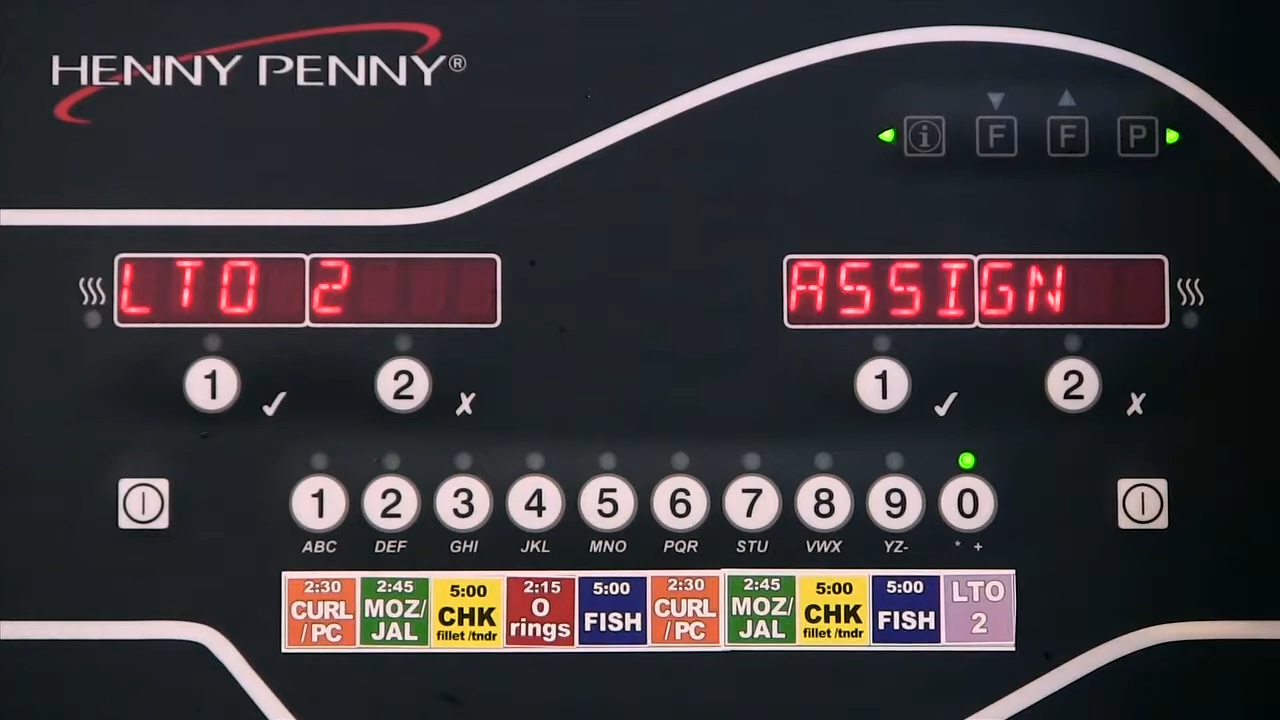 HENNY PENNY®
i F F P
LTO 2
ASSIGN
1 2
1 2
1 2 3 4 5 6 7 8 9 0
ABC DEF GHI JKL MNO PQR STU VWX YZ- * +
2:30 CURL /PC
2:45 MOZ/ JAL
5:00 CHK fillet /tndr
2:15 O rings
5:00 FISH
2:30 CURL /PC
2:45 MOZ/ JAL
5:00 CHK fillet /tndr
5:00 FISH
LTO 2